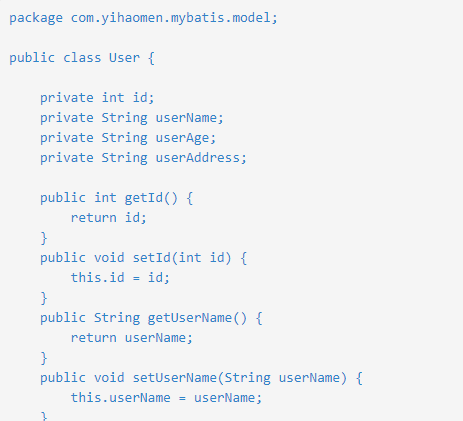 package com.yihaomen.mybatis.model;
public class User {
    private int id;
    private String userName;
    private String userAge;
    private String userAddress;
    public int getId() {
        return id;
    }
    public void setId(int id) {
        this.id = id;
    }
    public String getUserName() {
        return userName;
    }
    public void setUserName(String userName) {
        this.userName = userName;
    }